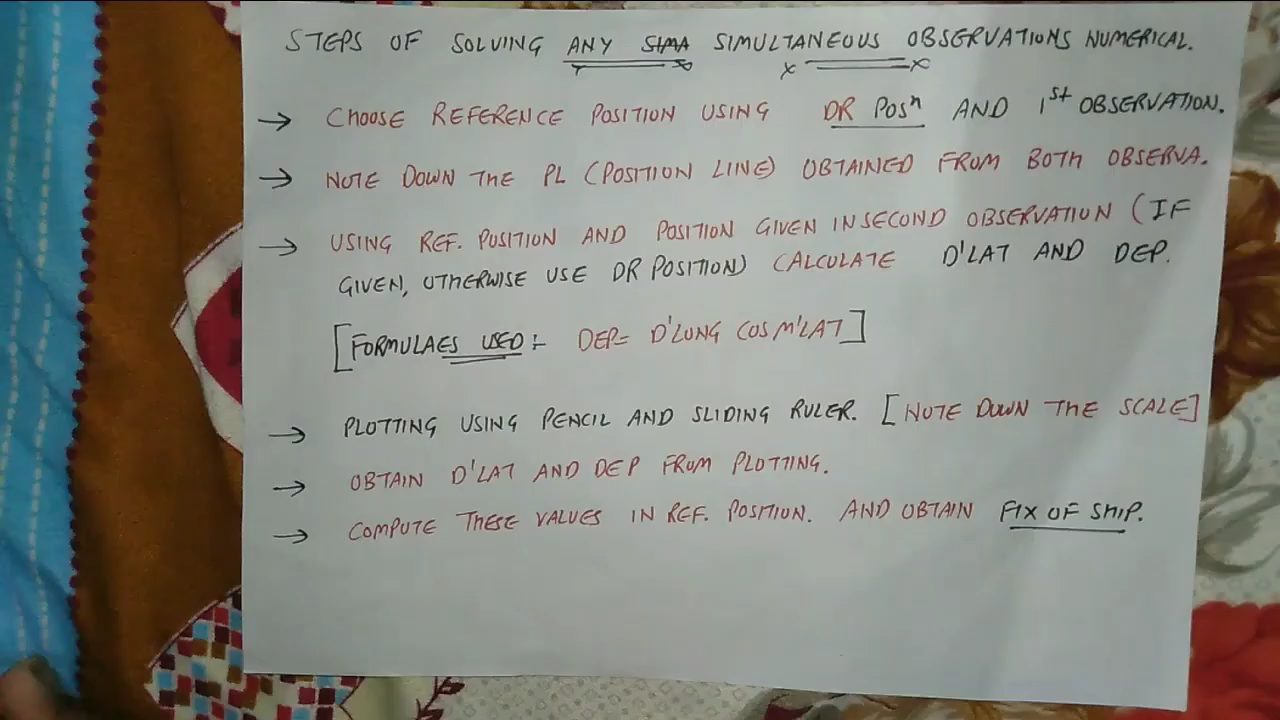 STEPS OF SOLVING ANY SIMA SIMULTANEOUS OBSERVATIONS NUMERICAL.
→ CHOOSE REFERENCE POSITION USING DR POSⁿ AND 1st OBSERVATION.
→ NOTE DOWN THE PL (POSITION LINE) OBTAINED FROM BOTH OBSERVA.
→ USING REF. POSITION AND POSITION GIVEN IN SECOND OBSERVATION (IF
GIVEN, OTHERWISE USE DR POSITION) CALCULATE D'LAT AND DEP.
[FORMULAES USED:- DEP= D'LONG COS M'LAT]
→ PLOTTING USING PENCIL AND SLIDING RULER. [NOTE DOWN THE SCALE]
→ OBTAIN D'LAT AND DEP FROM PLOTTING.
→ COMPUTE THESE VALUES IN REF. POSITION. AND OBTAIN FIX OF SHIP.